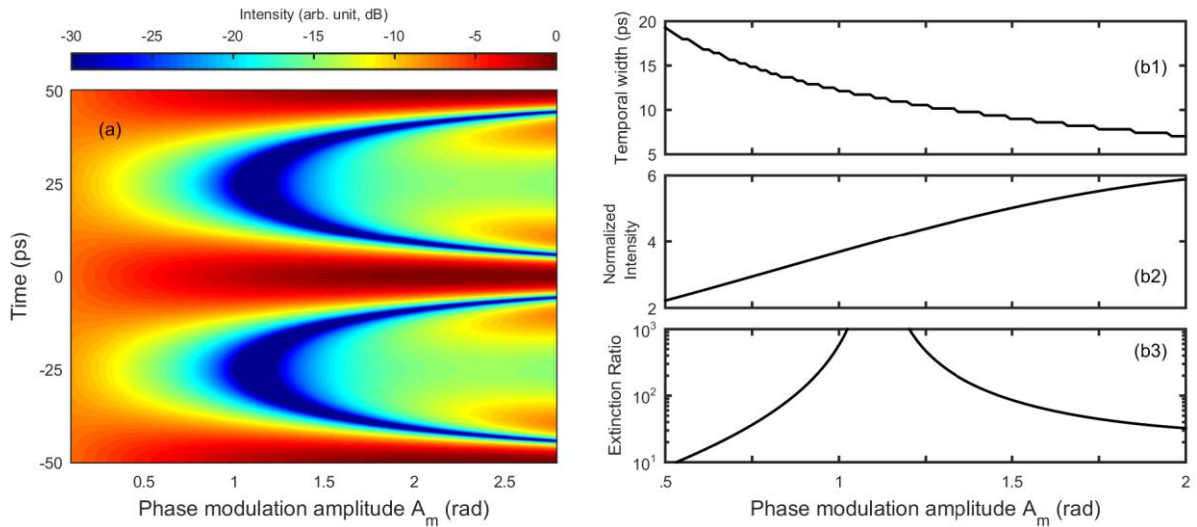 Intensity (arb. unit, dB)
-30 -25 -20 -15 -10 -5 0
50
(a)
25
0
-25
-50
Time (ps)
0.5 1 1.5 2 2.5
Phase modulation amplitude A_m (rad)
20
15
10
5
Temporal width (ps)
(b1)
6
4
2
Normalized
Intensity
(b2)
10^3
10^2
10^1
Extinction Ratio
(b3)
.5 1 1.5 2
Phase modulation amplitude A_m (rad)